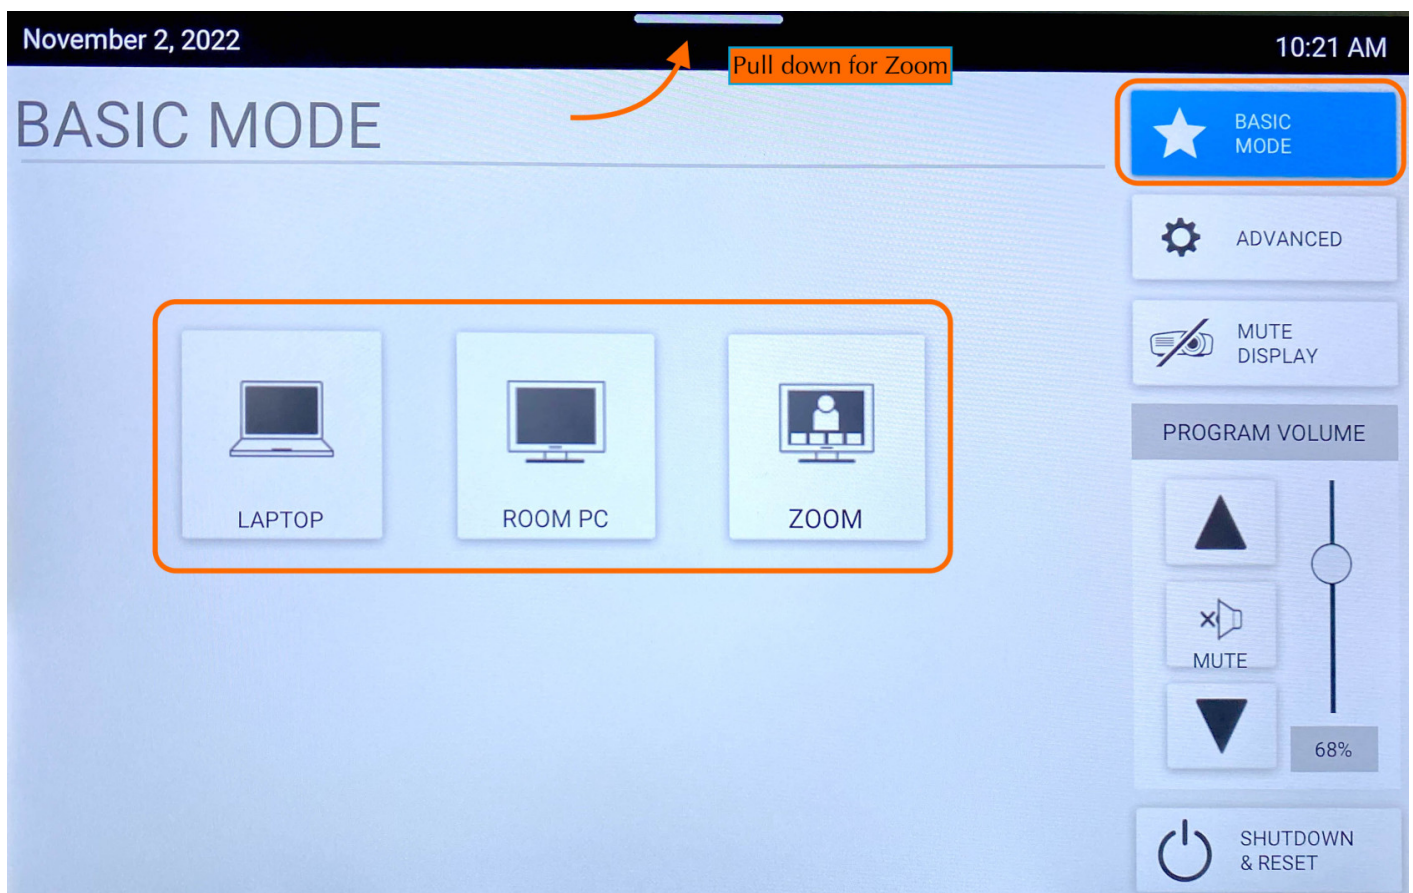 November 2, 2022
Pull down for Zoom
10:21 AM
BASIC MODE
BASIC
MODE
ADVANCED
MUTE
DISPLAY
LAPTOP
ROOM PC
ZOOM
PROGRAM VOLUME
MUTE
68%
SHUTDOWN
& RESET